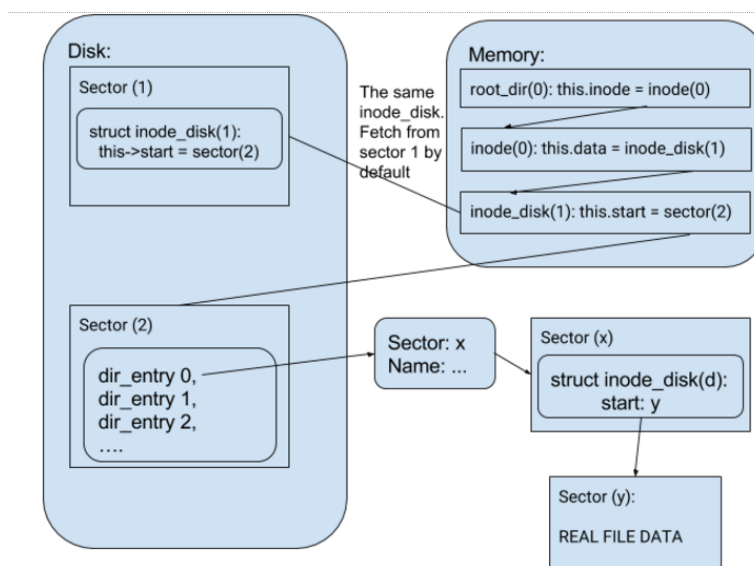 Disk:
Sector (1)
struct inode_disk(1):
this->start = sector(2)
The same
inode_disk.
Fetch from
sector 1 by
default
Memory:
root_dir(0): this.inode = inode(0)
inode(0): this.data = inode_disk(1)
inode_disk(1): this.start = sector(2)
Sector (2)
dir_entry 0,
dir_entry 1,
dir_entry 2,
....
Sector: x
Name: ...
Sector (x)
struct inode_disk(d):
start: y
Sector (y):
REAL FILE DATA